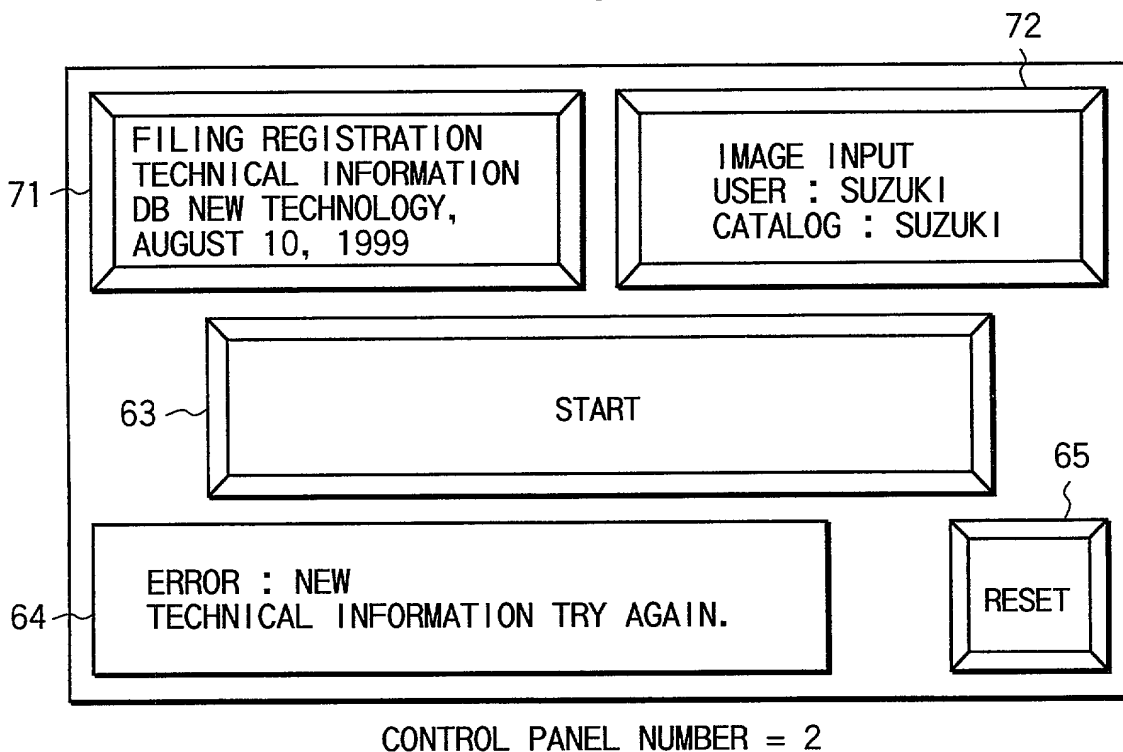 72
71
FILING REGISTRATION
TECHNICAL INFORMATION
DB NEW TECHNOLOGY,
AUGUST 10, 1999
IMAGE INPUT
USER : SUZUKI
CATALOG : SUZUKI
63
START
65
64
ERROR : NEW
TECHNICAL INFORMATION TRY AGAIN.
RESET
CONTROL PANEL NUMBER = 2